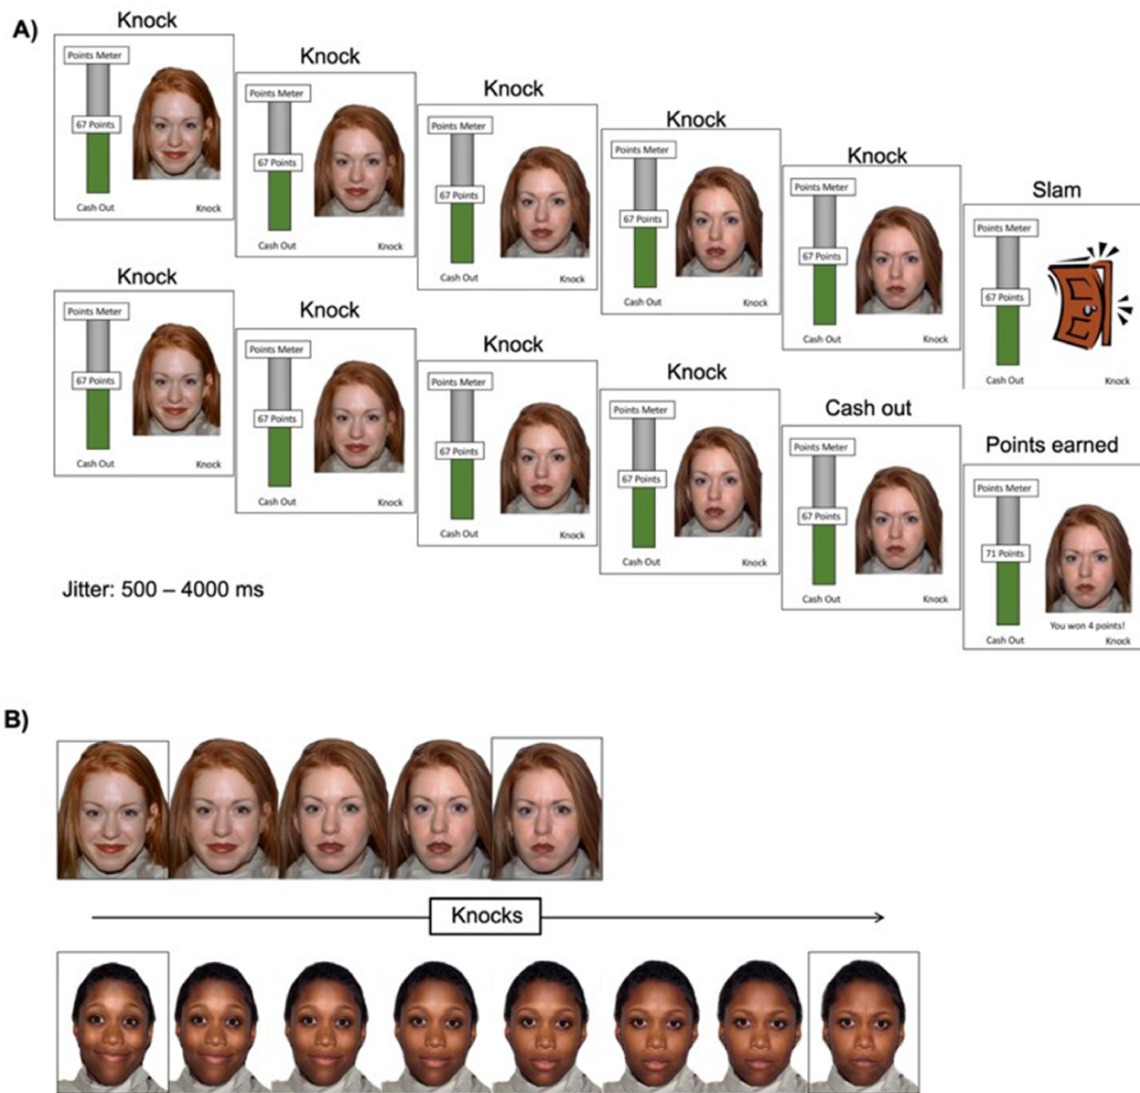 A)
Knock
Points Meter
67 Points
Cash Out
Knock
Knock
Points Meter
67 Points
Cash Out
Knock
Knock
Points Meter
67 Points
Cash Out
Knock
Knock
Points Meter
67 Points
Cash Out
Knock
Knock
Points Meter
67 Points
Cash Out
Knock
Slam
Points Meter
67 Points
Cash Out
Knock
Knock
Points Meter
67 Points
Cash Out
Knock
Knock
Points Meter
67 Points
Cash Out
Knock
Knock
Points Meter
67 Points
Cash Out
Knock
Knock
Points Meter
67 Points
Cash Out
Knock
Cash out
Points Meter
67 Points
Cash Out
Knock
Points earned
Points Meter
71 Points
You won 4 points!
Cash Out
Knock
Jitter: 500 – 4000 ms
B)
Knocks